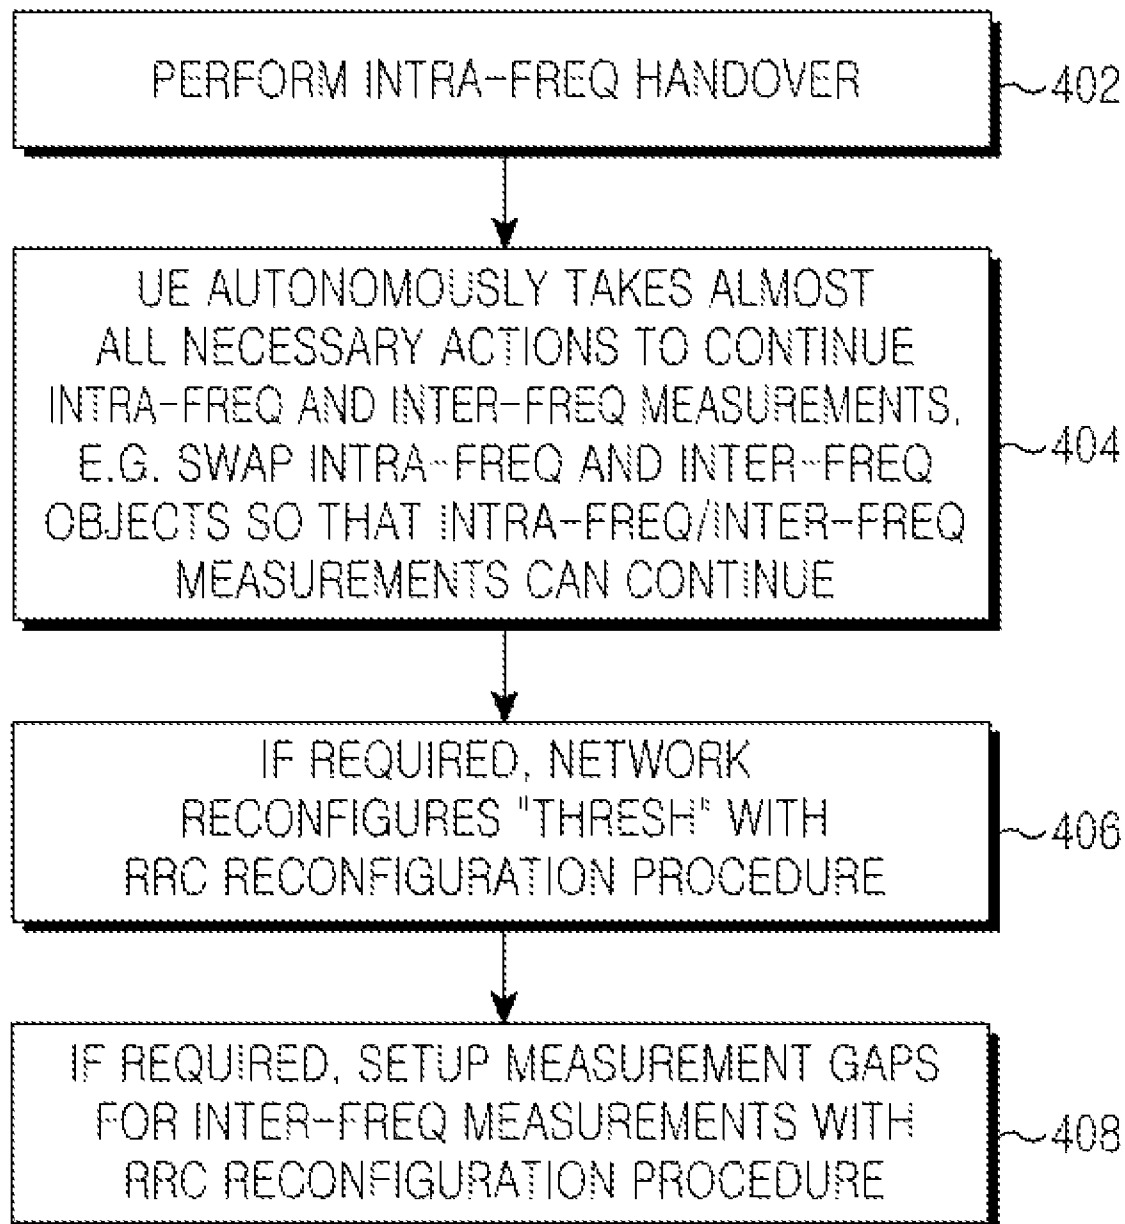 PERFORM INTRA-FREQ HANDOVER
402
UE AUTONOMOUSLY TAKES ALMOST
ALL NECESSARY ACTIONS TO CONTINUE
INTRA-FREQ AND INTER-FREQ MEASUREMENTS,
E.G. SWAP INTRA-FREQ AND INTER-FREQ
OBJECTS SO THAT INTRA-FREQ/INTER-FREQ
MEASUREMENTS CAN CONTINUE
404
IF REQUIRED, NETWORK
RECONFIGURES "THRESH" WITH
RRC RECONFIGURATION PROCEDURE
406
IF REQUIRED, SETUP MEASUREMENT GAPS
FOR INTER-FREQ MEASUREMENTS WITH
RRC RECONFIGURATION PROCEDURE
408